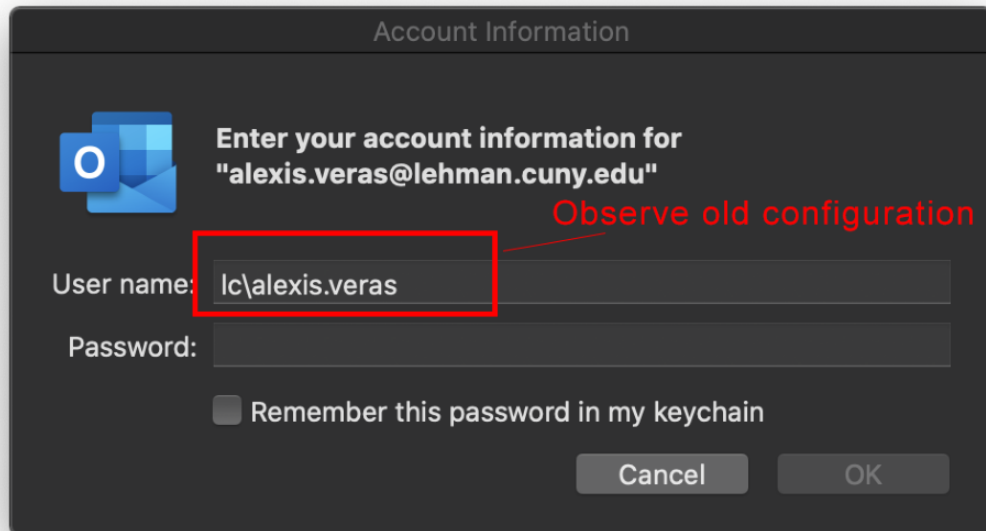 Account Information
Enter your account information for
"alexis.veras@lehman.cuny.edu"
Observe old configuration
User name: lc\alexis.veras
Password:
Remember this password in my keychain
Cancel OK